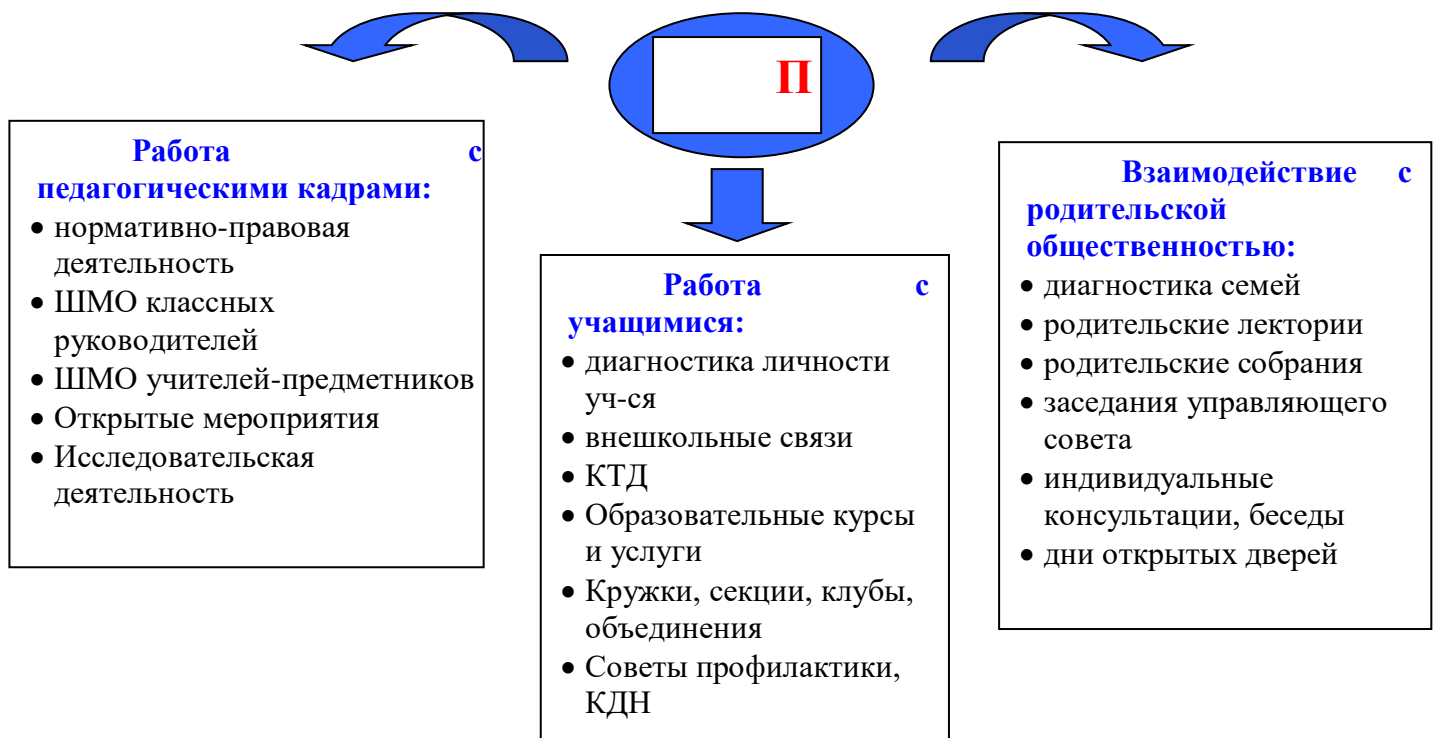 П
Работа с
педагогическими кадрами:
• нормативно-правовая
деятельность
• ШМО классных
руководителей
• ШМО учителей-предметников
• Открытые мероприятия
• Исследовательская
деятельность
Работа с
учащимися:
• диагностика личности
уч-ся
• внешкольные связи
• КТД
• Образовательные курсы
и услуги
• Кружки, секции, клубы,
объединения
• Советы профилактики,
КДН
Взаимодействие с
родительской
общественностью:
• диагностика семей
• родительские лектории
• родительские собрания
• заседания управляющего
совета
• индивидуальные
консультации, беседы
• дни открытых дверей